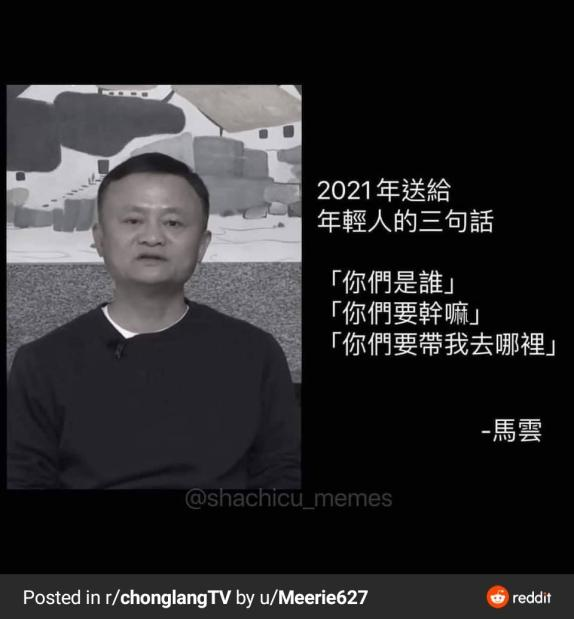 2021年送給
年輕人的三句話
「你們是誰」
「你們要幹嘛」
「你們要帶我去哪裡」
-馬雲
@shachicu_memes
Posted in r/chonglangTV by u/Meerie627
reddit